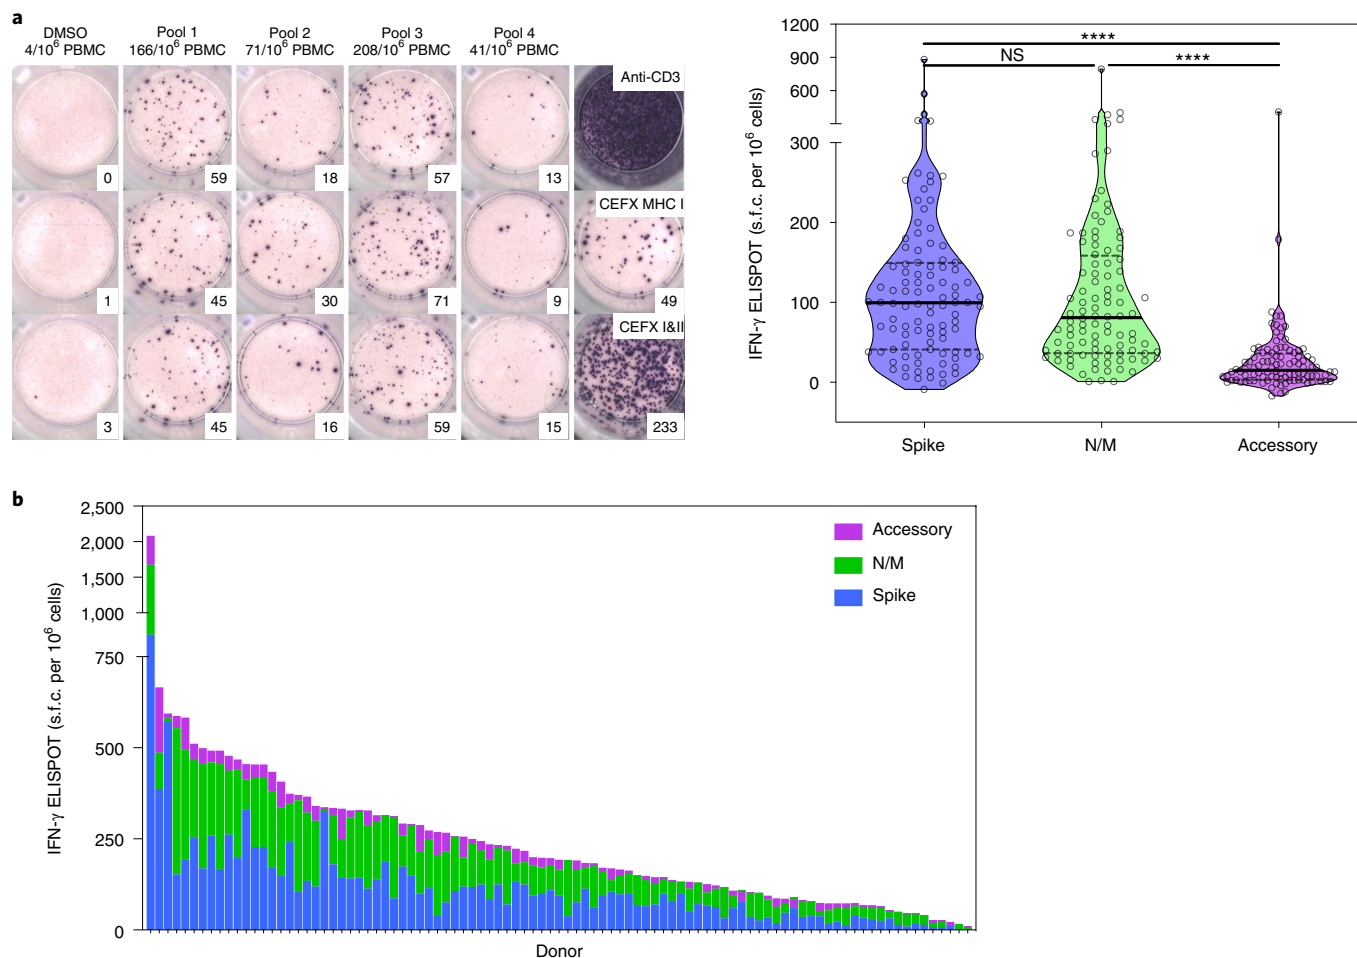 a
DMSO
4/10⁶ PBMC
Pool 1
166/10⁶ PBMC
Pool 2
71/10⁶ PBMC
Pool 3
208/10⁶ PBMC
Pool 4
41/10⁶ PBMC
Anti-CD3
0
59
18
57
13
CEFX MHC I
1
45
30
71
9
49
CEFX I&II
3
45
16
59
15
233
IFN-γ ELISPOT (s.f.c. per 10⁶ cells)
1200
900
600
300
200
100
0
****
NS
****
Spike
N/M
Accessory
b
IFN-γ ELISPOT (s.f.c. per 10⁶ cells)
2,500
2,000
1,500
1,000
750
500
250
0
Accessory
N/M
Spike
Donor